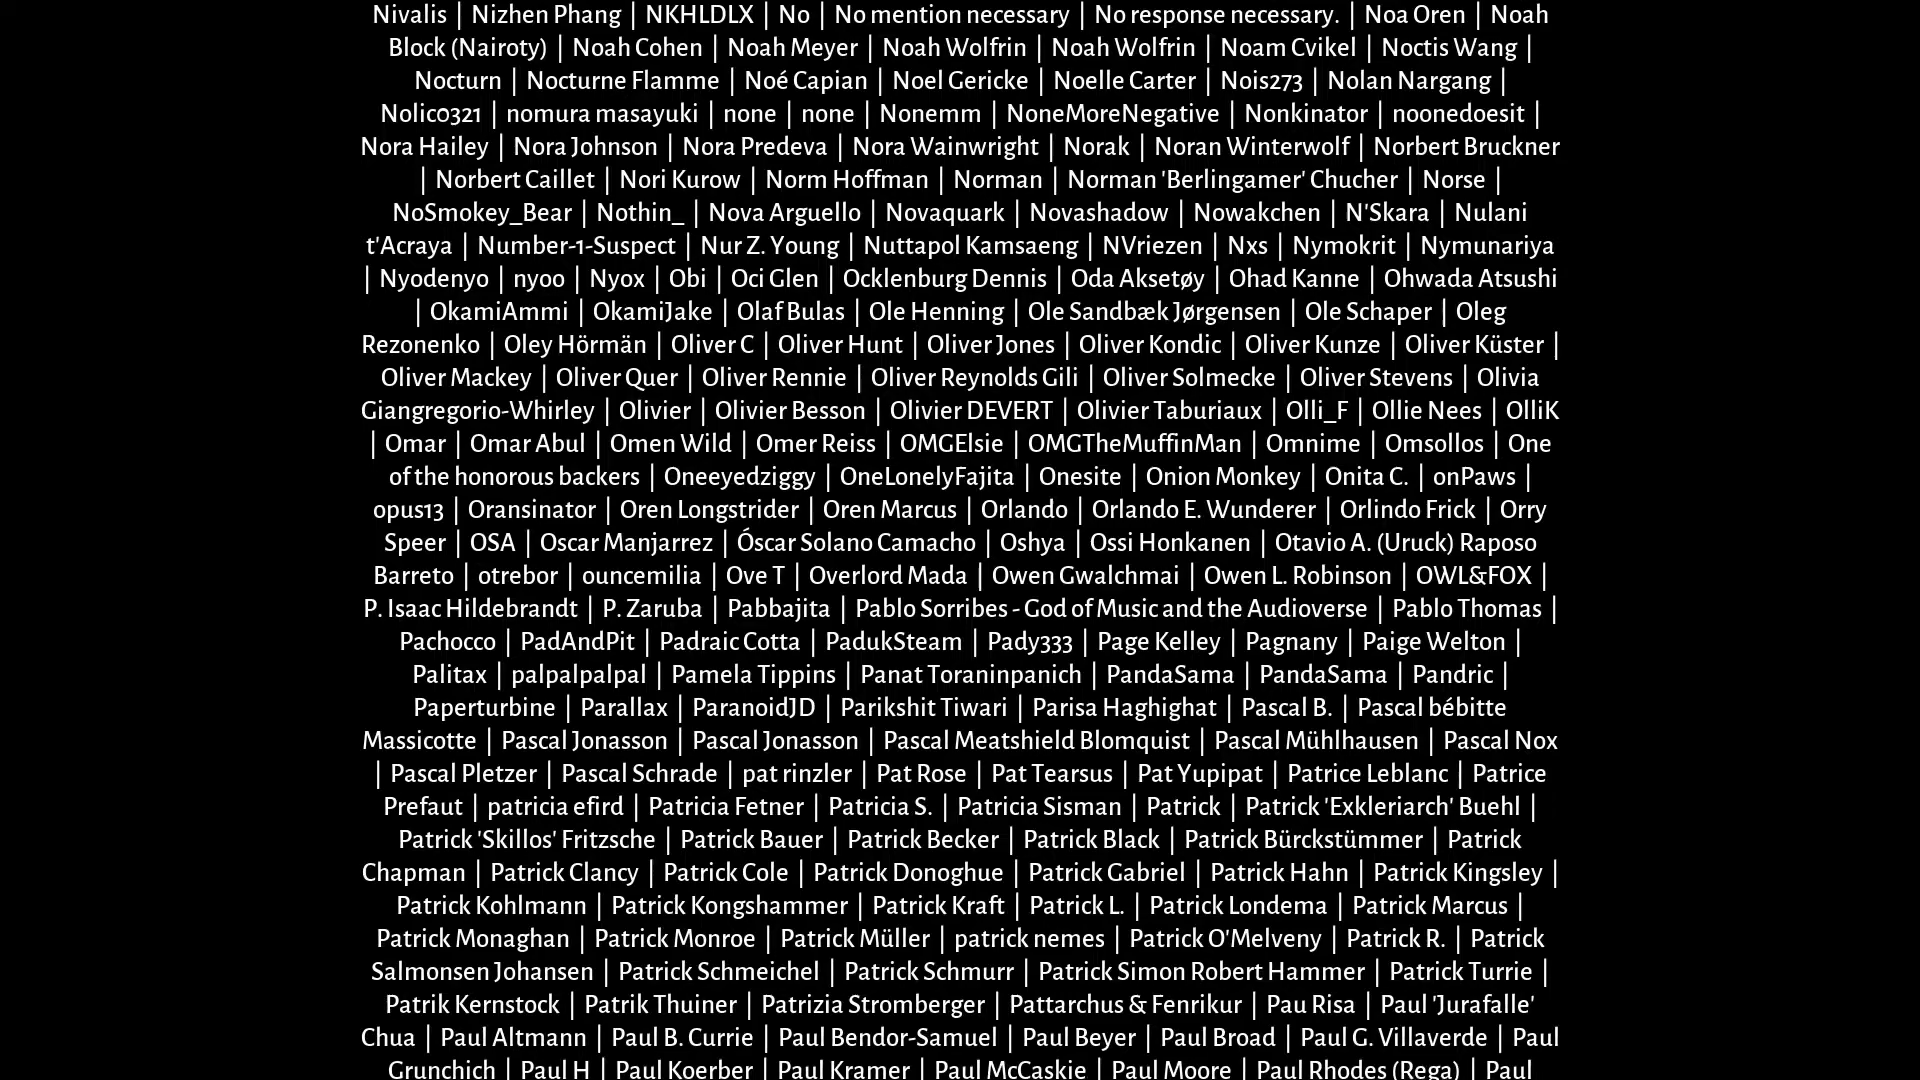 Nivalis | Nizhen Phang | NKHLDLX | No | No mention necessary | No response necessary. | Noa Oren | Noah
Block (Nairoty) | Noah Cohen | Noah Meyer | Noah Wolfrin | Noah Wolfrin | Noam Cvikel | Noctis Wang |
Nocturn | Nocturne Flamme | Noé Capian | Noel Gericke | Noelle Carter | Nois273 | Nolan Nargang |
Nolic0321 | nomura masayuki | none | none | Nonemm | NoneMoreNegative | Nonkinator | noonedoesit |
Nora Hailey | Nora Johnson | Nora Predeva | Nora Wainwright | Norak | Noran Winterwolf | Norbert Bruckner
| Norbert Caillet | Nori Kurow | Norm Hoffman | Norman | Norman 'Berlingamer' Chucher | Norse |
NoSmokey_Bear | Nothin_ | Nova Arguello | Novaquark | Novashadow | Nowakchen | N'Skara | Nulani
t'Acraya | Number-1-Suspect | Nur Z. Young | Nuttapol Kamsaeng | NVriezen | Nxs | Nymokrit | Nymunariya
| Nyodenyo | nyoo | Nyox | Obi | Oci Glen | Ocklenburg Dennis | Oda Aksetøy | Ohad Kanne | Ohwada Atsushi
| OkamiAmmi | OkamiJake | Olaf Bulas | Ole Henning | Ole Sandbæk Jørgensen | Ole Schaper | Oleg
Rezonenko | Oley Hörmän | Oliver C | Oliver Hunt | Oliver Jones | Oliver Kondic | Oliver Kunze | Oliver Küster |
Oliver Mackey | Oliver Quer | Oliver Rennie | Oliver Reynolds Gili | Oliver Solmecke | Oliver Stevens | Olivia
Giangregorio-Whirley | Olivier | Olivier Besson | Olivier DEVERT | Olivier Taburiaux | Olli_F | Ollie Nees | OlliK
| Omar | Omar Abul | Omen Wild | Omer Reiss | OMGElsie | OMGTheMuffinMan | Omnime | Omsollos | One
of the honorous backers | Oneeyedziggy | OneLonelyFajita | Onesite | Onion Monkey | Onita C. | onPaws |
opus13 | Oransinator | Oren Longstrider | Oren Marcus | Orlando | Orlando E. Wunderer | Orlindo Frick | Orry
Speer | OSA | Oscar Manjarrez | Óscar Solano Camacho | Oshya | Ossi Honkanen | Otavio A. (Uruck) Raposo
Barreto | otrebor | ouncemilia | Ove T | Overlord Mada | Owen Gwalchmai | Owen L. Robinson | OWL&FOX |
P. Isaac Hildebrandt | P. Zaruba | Pabbajita | Pablo Sorribes - God of Music and the Audioverse | Pablo Thomas |
Pachocco | PadAndPit | Padraic Cotta | PadukSteam | Pady333 | Page Kelley | Pagnany | Paige Welton |
Palitax | palpalpalpal | Pamela Tippins | Panat Toraninpanich | PandaSama | PandaSama | Pandric |
Paperturbine | Parallax | ParanoidJD | Parikshit Tiwari | Parisa Haghighat | Pascal B. | Pascal bébitte
Massicotte | Pascal Jonasson | Pascal Jonasson | Pascal Meatshield Blomquist | Pascal Mühlhausen | Pascal Nox
| Pascal Pletzer | Pascal Schrade | pat rinzler | Pat Rose | Pat Tearsus | Pat Yupipat | Patrice Leblanc | Patrice
Prefaut | patricia efird | Patricia Fetner | Patricia S. | Patricia Sisman | Patrick | Patrick 'Exkleriarch' Buehl |
Patrick 'Skillos' Fritzsche | Patrick Bauer | Patrick Becker | Patrick Black | Patrick Bürckstümmer | Patrick
Chapman | Patrick Clancy | Patrick Cole | Patrick Donoghue | Patrick Gabriel | Patrick Hahn | Patrick Kingsley |
Patrick Kohlmann | Patrick Kongshammer | Patrick Kraft | Patrick L. | Patrick Londema | Patrick Marcus |
Patrick Monaghan | Patrick Monroe | Patrick Müller | patrick nemes | Patrick O'Melveny | Patrick R. | Patrick
Salmonsen Johansen | Patrick Schmeichel | Patrick Schmurr | Patrick Simon Robert Hammer | Patrick Turrie |
Patrik Kernstock | Patrik Thuiner | Patrizia Stromberger | Pattarchus & Fenrikur | Pau Risa | Paul 'Jurafalle'
Chua | Paul Altmann | Paul B. Currie | Paul Bendor-Samuel | Paul Beyer | Paul Broad | Paul G. Villaverde | Paul
Grunchich | Paul H | Paul Koerber | Paul Kramer | Paul McCaskie | Paul Moore | Paul Rhodes (Rega) | Paul